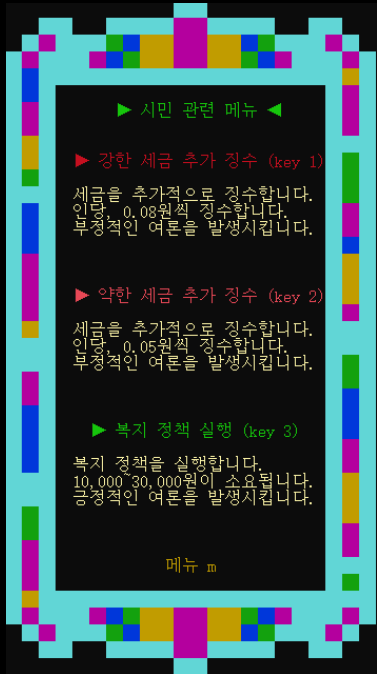 ▶ 시민 관련 메뉴 ◀
▶ 강한 세금 추가 징수 (key 1)
세금을 추가적으로 징수합니다.
인당, 0.08원씩 징수합니다.
부정적인 여론을 발생시킵니다.
▶ 약한 세금 추가 징수 (key 2)
세금을 추가적으로 징수합니다.
인당, 0.05원씩 징수합니다.
부정적인 여론을 발생시킵니다.
▶ 복지 정책 실행 (key 3)
복지 정책을 실행합니다.
10,000~30,000원이 소요됩니다.
긍정적인 여론을 발생시킵니다.
메뉴 m